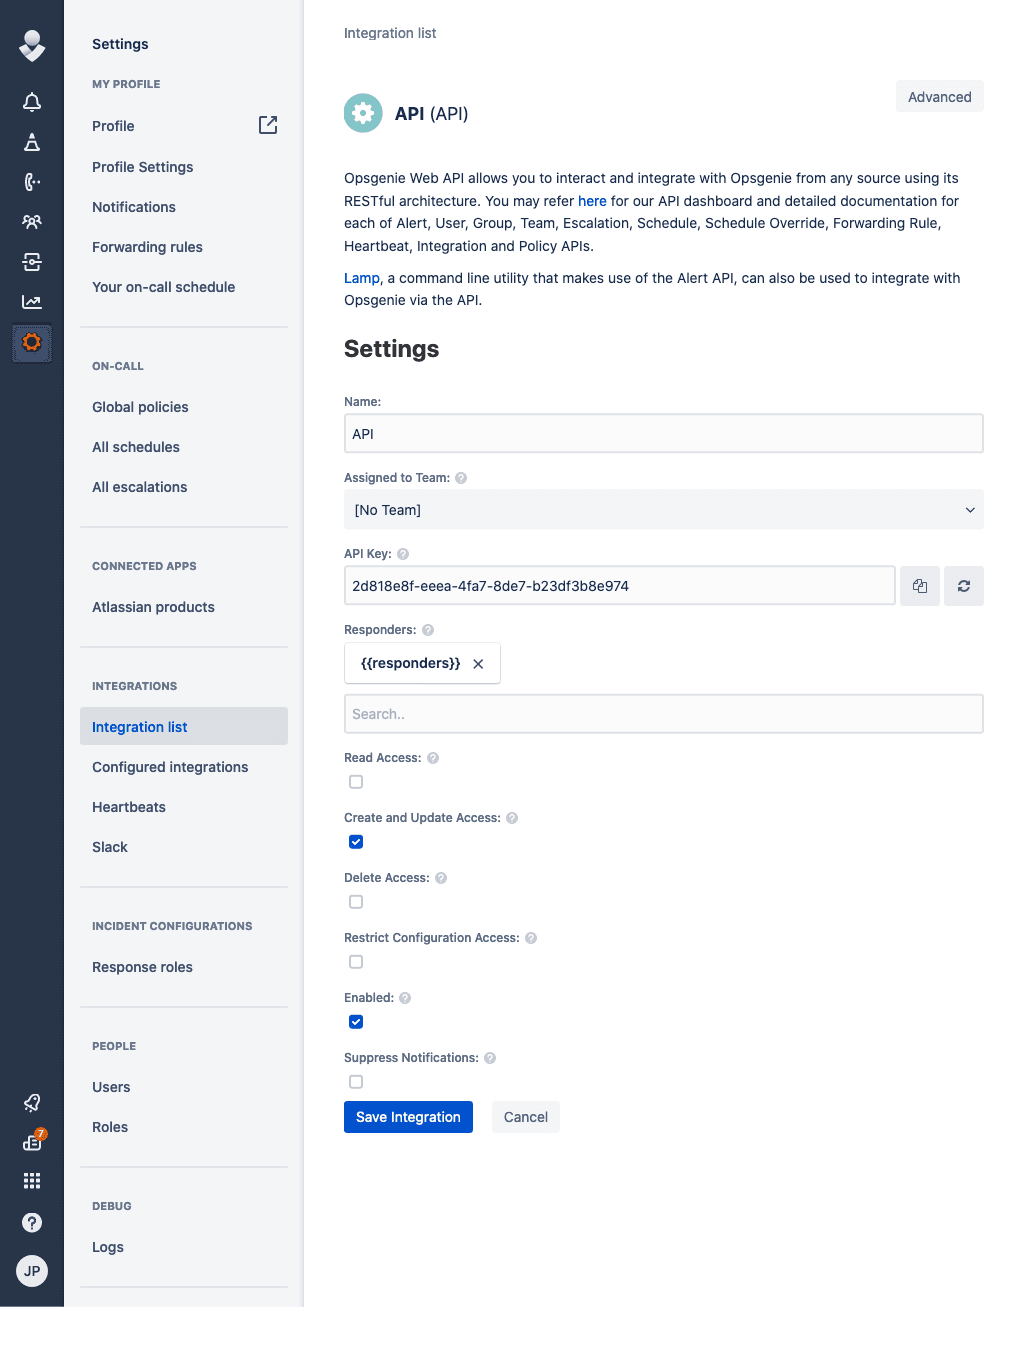 Settings
MY PROFILE
Profile
Profile Settings
Notifications
Forwarding rules
Your on-call schedule
ON-CALL
Global policies
All schedules
All escalations
CONNECTED APPS
Atlassian products
INTEGRATIONS
Integration list
Configured integrations
Heartbeats
Slack
INCIDENT CONFIGURATIONS
Response roles
PEOPLE
Users
Roles
DEBUG
Logs
7
?
JP
Integration list
API (API)
Advanced
Opsgenie Web API allows you to interact and integrate with Opsgenie from any source using its
RESTful architecture. You may refer here for our API dashboard and detailed documentation for
each of Alert, User, Group, Team, Escalation, Schedule, Schedule Override, Forwarding Rule,
Heartbeat, Integration and Policy APIs.
Lamp, a command line utility that makes use of the Alert API, can also be used to integrate with
Opsgenie via the API.
Settings
Name:
API
Assigned to Team: ?
[No Team]
API Key: ?
2d818e8f-eeea-4fa7-8de7-b23df3b8e974
Responders: ?
{{responders}}
Search..
Read Access: ?
Create and Update Access: ?
Delete Access: ?
Restrict Configuration Access: ?
Enabled: ?
Suppress Notifications: ?
Save Integration Cancel